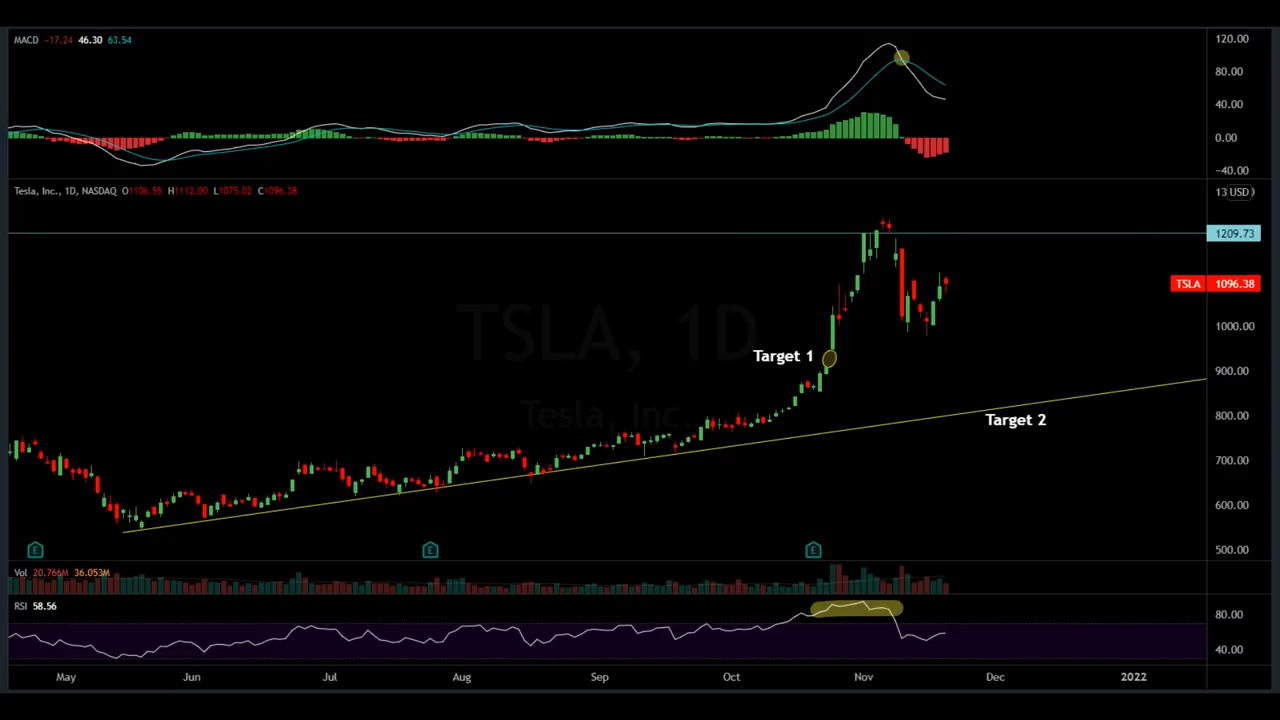 MACD -17.24 46.30 63.54
120.00
80.00
40.00
0.00
-40.00
Tesla, Inc., 1D, NASDAQ O1106.55 H1112.00 L1075.02 C1096.38
13 USD
1209.73
TSLA 1096.38
1000.00
TSLA, 1D
Target 1
900.00
Tesla, Inc.
Target 2
800.00
700.00
600.00
500.00
E E E
Vol 20.766M 36.053M
RSI 58.56
80.00
40.00
May Jun Jul Aug Sep Oct Nov Dec 2022